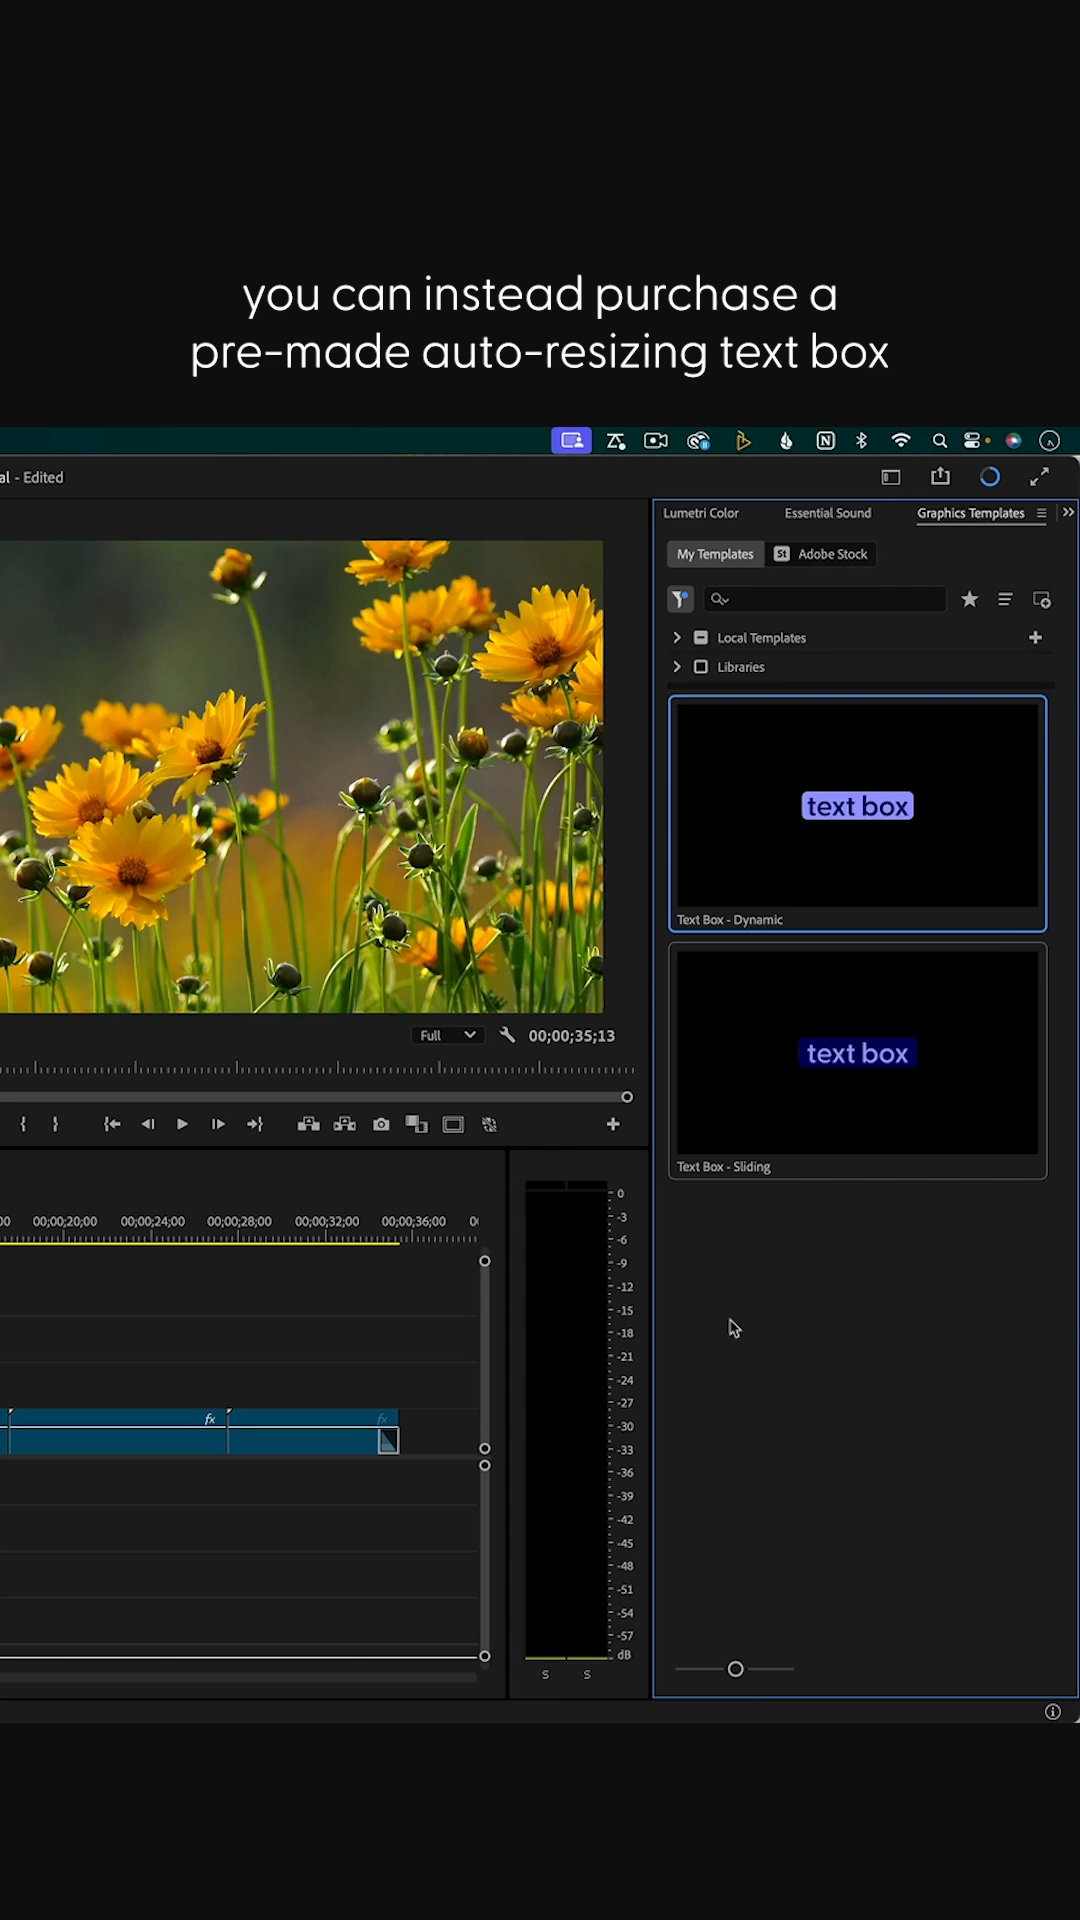 you can instead purchase a
pre-made auto-resizing text box
al - Edited
Lumetri Color
Essential Sound
Graphics Templates
My Templates
St Adobe Stock
Local Templates
Libraries
text box
Text Box - Dynamic
Full
00;00;35;13
text box
Text Box - Sliding
00
00;00;20;00
00;00;24;00
00;00;28;00
00;00;32;00
00;00;36;00
fx
fx
0
-3
-6
-9
-12
-15
-18
-21
-24
-27
-30
-33
-36
-39
-42
-45
-48
-51
-54
-57
dB
S
S